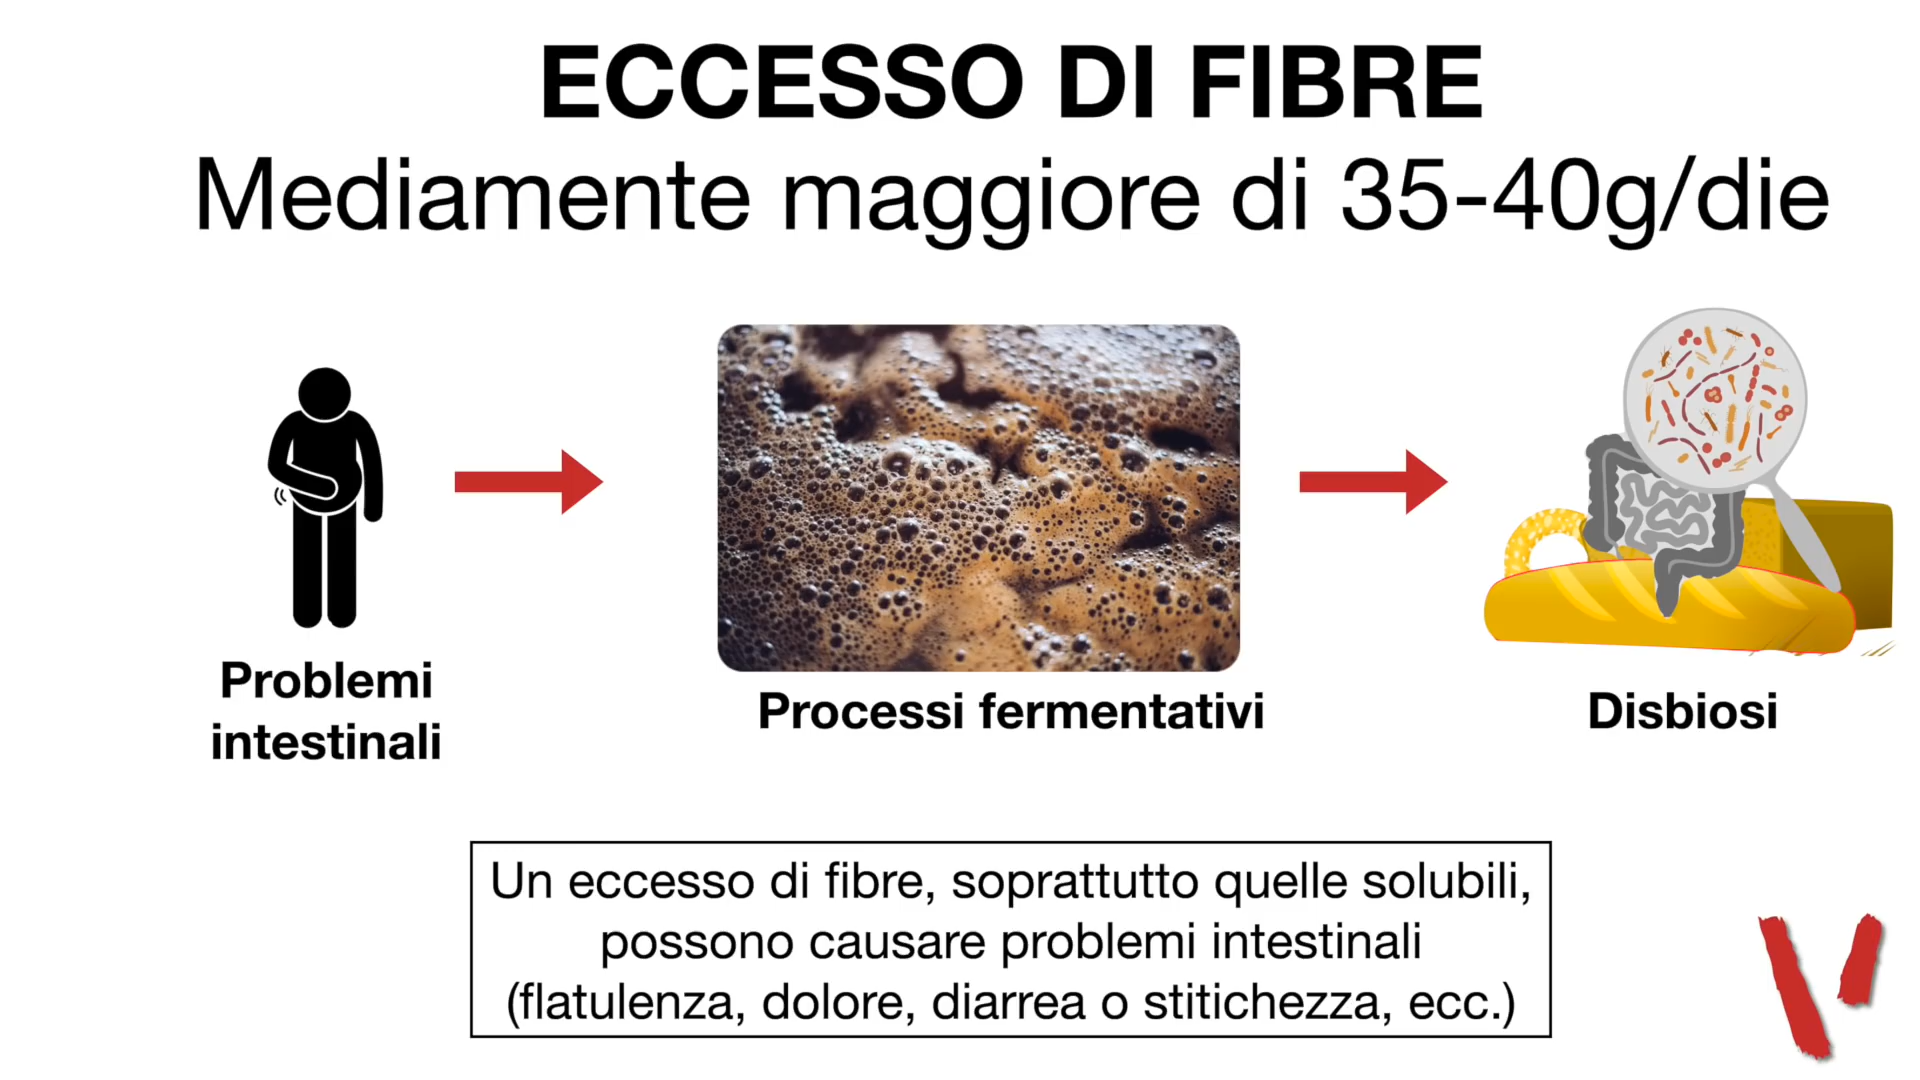 ECCESSO DI FIBRE
Mediamente maggiore di 35-40g/die
Problemi
intestinali
Processi fermentativi
Disbiosi
Un eccesso di fibre, soprattutto quelle solubili,
possono causare problemi intestinali
(flatulenza, dolore, diarrea o stitichezza, ecc.)